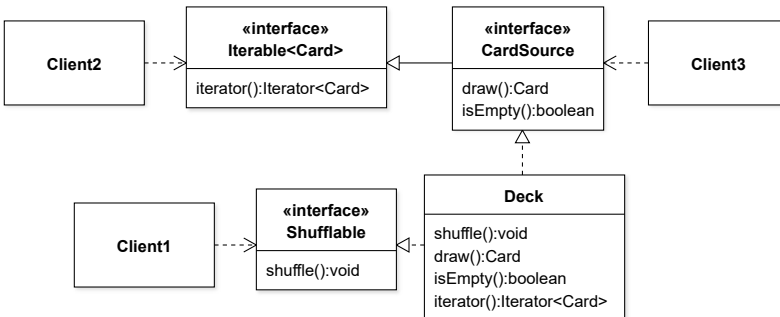 Client2
«interface»
Iterable<Card>
iterator():Iterator<Card>
«interface»
CardSource
draw():Card
isEmpty():boolean
Client3
Client1
«interface»
Shufflable
shuffle():void
Deck
shuffle():void
draw():Card
isEmpty():boolean
iterator():Iterator<Card>